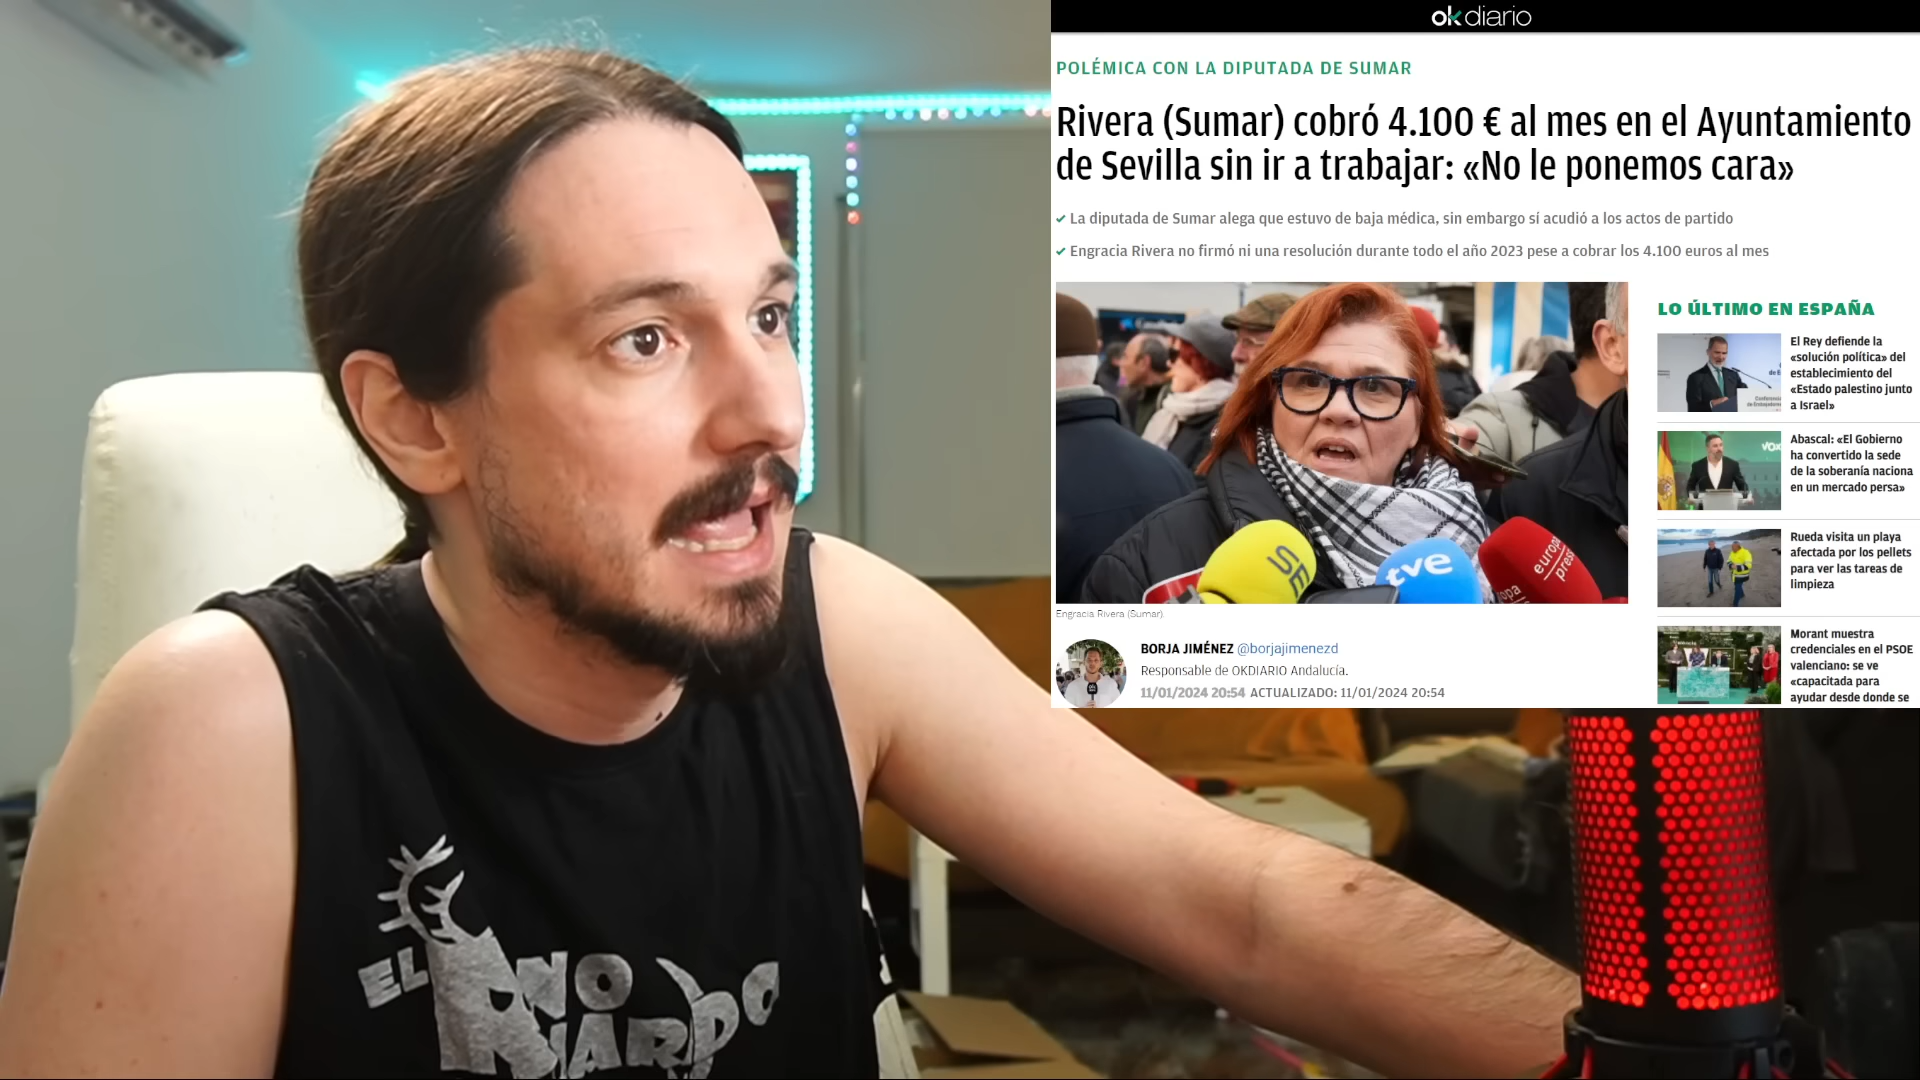 okdiario
POLÉMICA CON LA DIPUTADA DE SUMAR
Rivera (Sumar) cobró 4.100 € al mes en el Ayuntamiento
de Sevilla sin ir a trabajar: «No le ponemos cara»
La diputada de Sumar alega que estuvo de baja médica, sin embargo sí acudió a los actos de partido
Engracia Rivera no firmó ni una resolución durante todo el año 2023 pese a cobrar los 4.100 euros al mes
SE
tve
europa
press
opa
Engracia Rivera (Sumar).
BORJA JIMÉNEZ @borjajimenezd
Responsable de OKDIARIO Andalucía.
11/01/2024 20:54 ACTUALIZADO: 11/01/2024 20:54
LO ÚLTIMO EN ESPAÑA
El Rey defiende la
«solución política» del
establecimiento del
«Estado palestino junto
a Israel»
VOX
Abascal: «El Gobierno
ha convertido la sede
de la soberanía naciona
en un mercado persa»
Rueda visita un playa
afectada por los pellets
para ver las tareas de
limpieza
Morant muestra
credenciales en el PSOE
valenciano: se ve
«capacitada para
ayudar desde donde se
EL